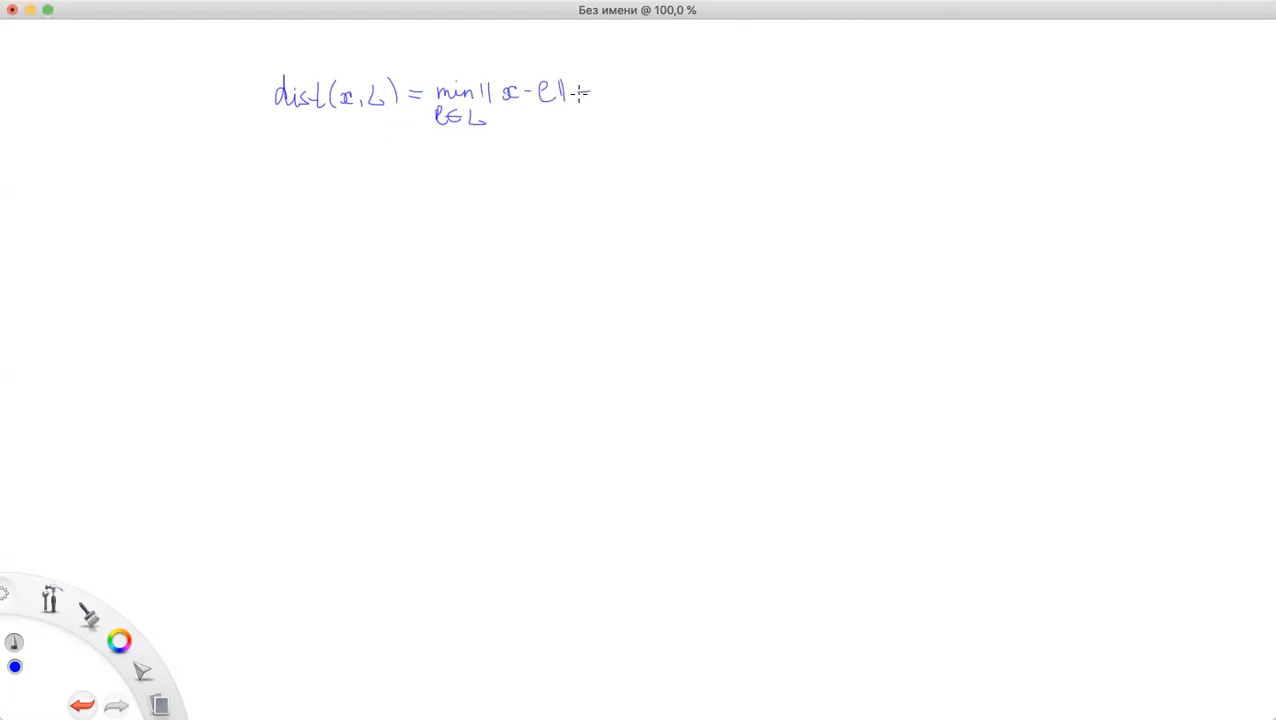 Без имени @ 100,0 %
dist(x, L) = min || x - l || =
l ∈ L